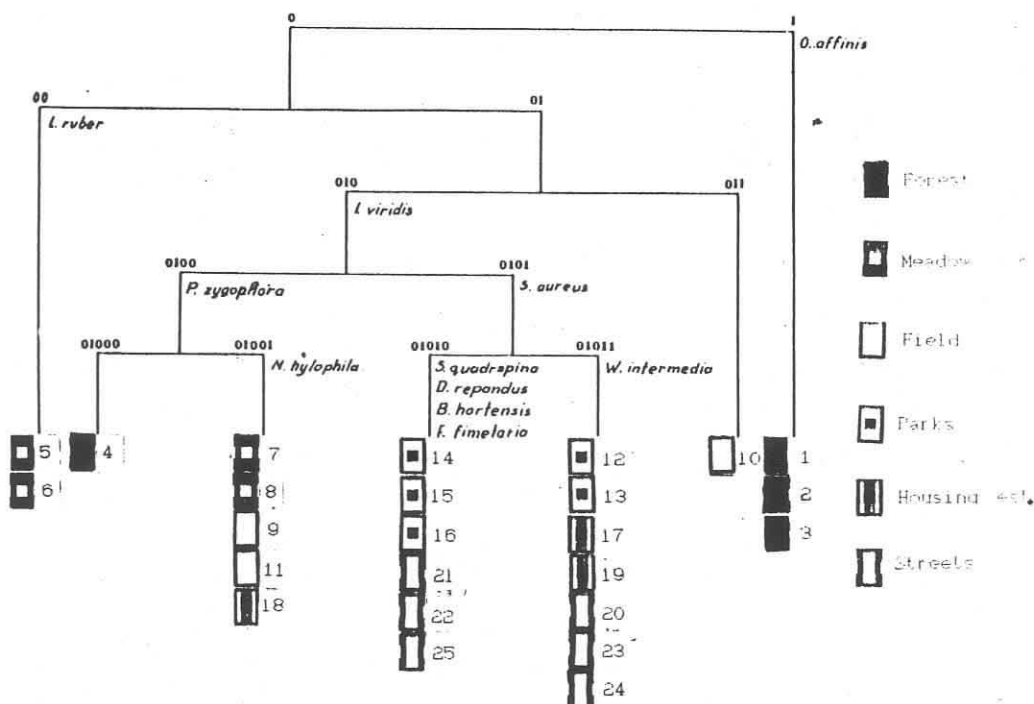 0 1
O. affinis
00 01
L. ruber
010 011
I. viridis
0100 0101
P. zygophora S. aureus
01000 01001 01010 01011
N. hylophila S. quadrispina W. intermedia
D. repandus
B. hortensis
F. fimetaria
5 4 7 14 12 10 1
6 8 15 13 2
9 16 17 3
11 21 19
18 22 20
25 23
24
Forest
Meadow
Field
Parks
Housing est.
Streets